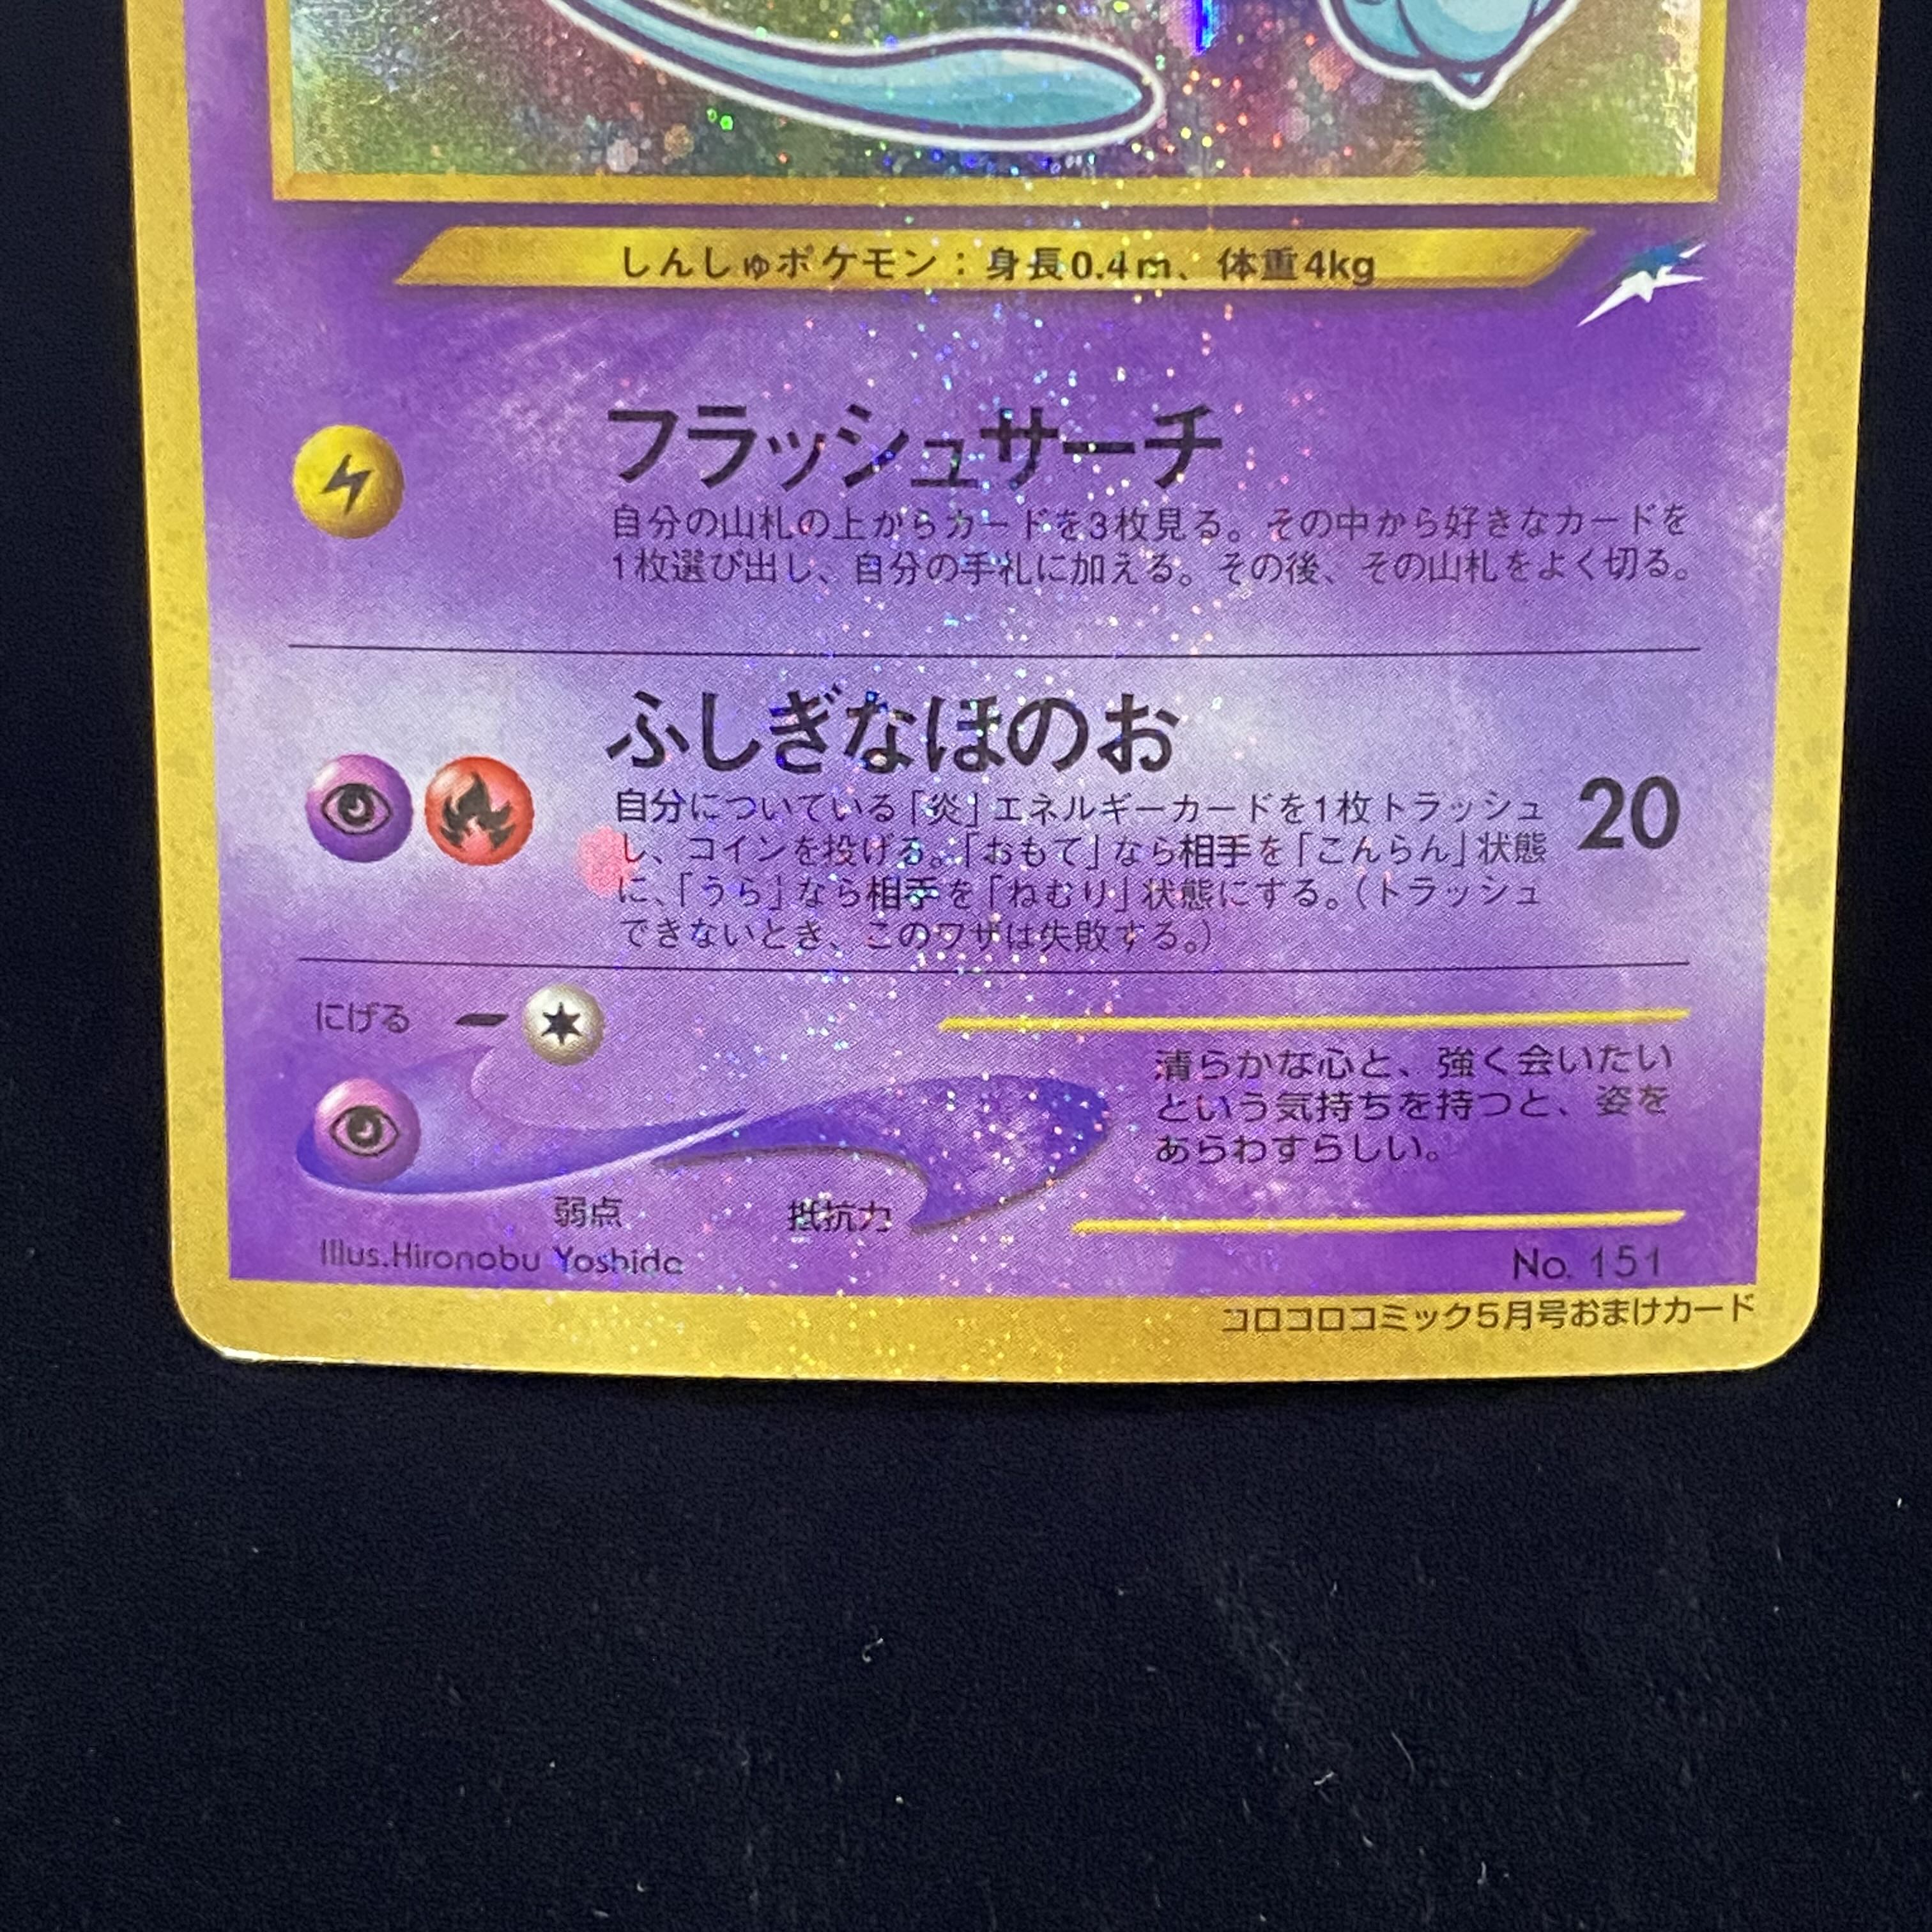 しんしゅポケモン：身長0.4m、体重4kg
フラッシュサーチ
自分の山札の上からカードを3枚見る。その中から好きなカードを
1枚選び出し、自分の手札に加える。その後、その山札をよく切る。
ふしぎなほのお
自分についている「炎」エネルギーカードを1枚トラッシュ
し、コインを投げる。「おもて」なら相手を「こんらん」状態
に、「うら」なら相手を「ねむり」状態にする。（トラッシュ
できないとき、このワザは失敗する。）
20
にげる
清らかな心と、強く会いたい
という気持ちを持つと、姿を
あらわすらしい。
弱点 抵抗力
Illus.Hironobu Yoshida
No. 151
コロコロコミック5月号おまけカード